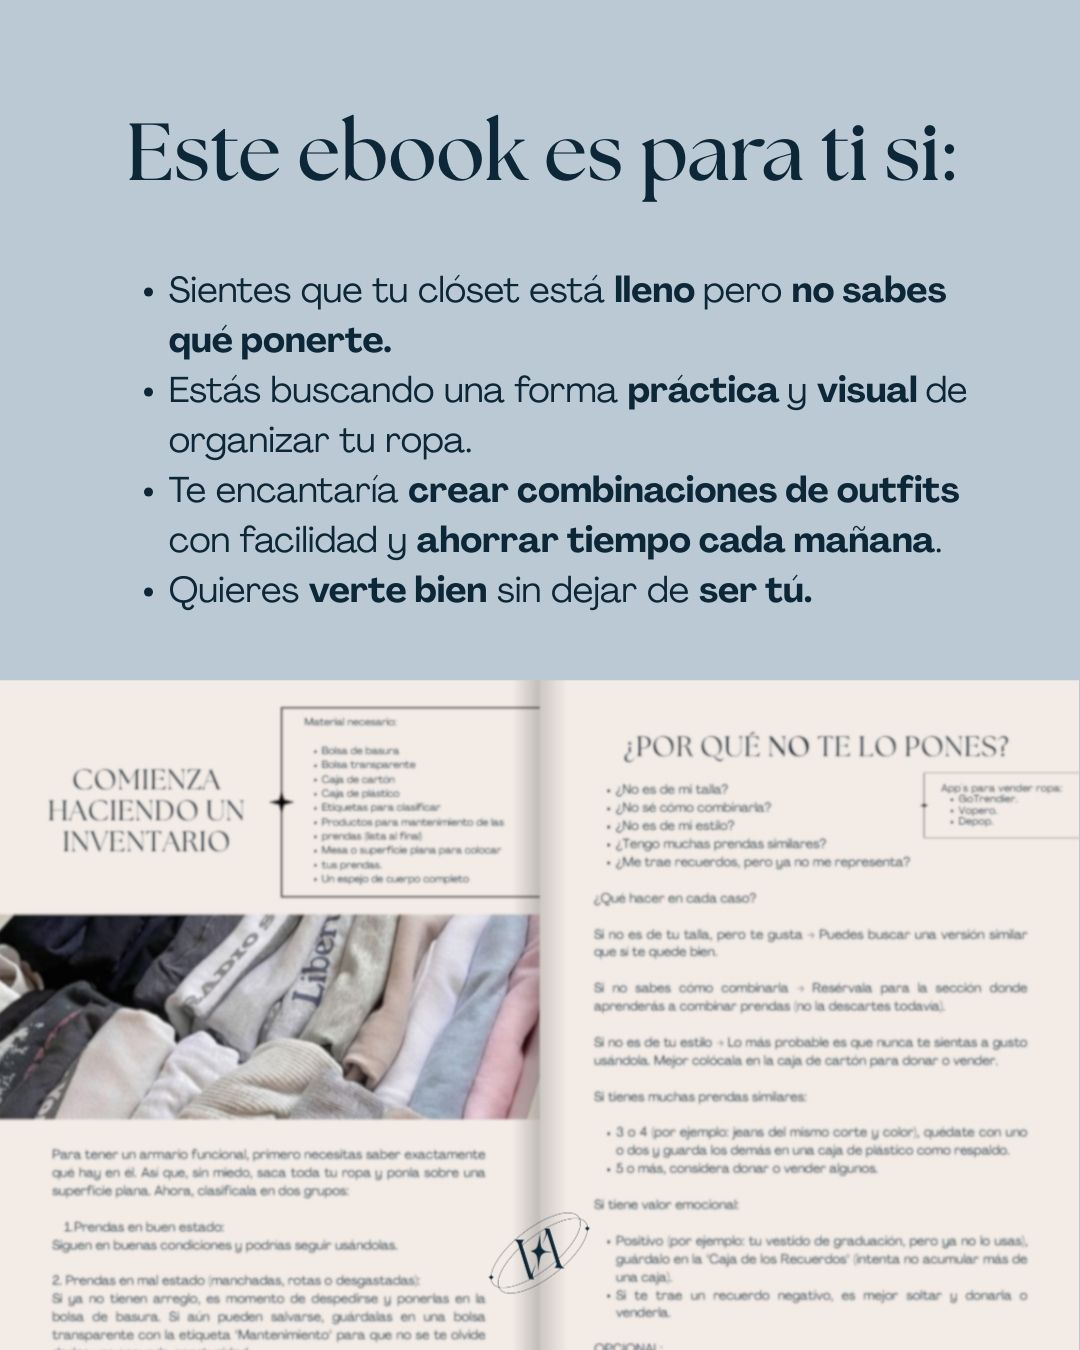 Este ebook es para ti si:
• Sientes que tu clóset está lleno pero no sabes
qué ponerte.
• Estás buscando una forma práctica y visual de
organizar tu ropa.
• Te encantaría crear combinaciones de outfits
con facilidad y ahorrar tiempo cada mañana.
• Quieres verte bien sin dejar de ser tú.
COMIENZA
HACIENDO UN
INVENTARIO
Material necesario:
• Bolsa de basura
• Bolsa transparente
• Caja de cartón
• Caja de plástico
• Etiquetas para clasificar
• Productos para mantenimiento de las
• prendas (lista al final)
• Mesa o superficie plana para colocar
• tus prendas.
• Un espejo de cuerpo completo
RADIO S
Liber
Para tener un armario funcional, primero necesitas saber exactamente
qué hay en él. Así que, sin miedo, saca toda tu ropa y ponla sobre una
superficie plana. Ahora, clasifícala en dos grupos:
1.Prendas en buen estado:
Siguen en buenas condiciones y podrías seguir usándolas.
2. Prendas en mal estado (manchadas, rotas o desgastadas):
Si ya no tienen arreglo, es momento de despedirse y ponerlas en la
bolsa de basura. Si aún pueden salvarse, guárdalas en una bolsa
transparente con la etiqueta "Mantenimiento" para que no se te olvide
¿POR QUÉ NO TE LO PONES?
• ¿No es de mi talla?
• ¿No sé cómo combinarla?
• ¿No es de mi estilo?
• ¿Tengo muchas prendas similares?
• ¿Me trae recuerdos, pero ya no me representa?
App's para vender ropa:
• GoTrendier.
• Vopero.
• Depop.
¿Qué hacer en cada caso?
Si no es de tu talla, pero te gusta → Puedes buscar una versión similar
que si te quede bien.
Si no sabes cómo combinarla → Resérvala para la sección donde
aprenderás a combinar prendas (no la descartes todavía).
Si no es de tu estilo → Lo más probable es que nunca te sientas a gusto
usándola. Mejor colócala en la caja de cartón para donar o vender.
Si tienes muchas prendas similares:
• 3 o 4 (por ejemplo: jeans del mismo corte y color), quédate con uno
o dos y guarda los demás en una caja de plástico como respaldo.
• 5 o más, considera donar o vender algunos.
Si tiene valor emocional:
• Positivo (por ejemplo: tu vestido de graduación, pero ya no lo usas),
guárdalo en la "Caja de los Recuerdos" (intenta no acumular más de
una caja).
• Si te trae un recuerdo negativo, es mejor soltar y donarla o
venderla.
OPCIONAL: